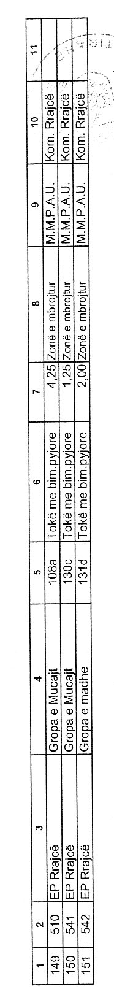 1 2 3 4 5 6 7 8 9 10 11
149 510 EP Rrajcë Gropa e Mucajt 108a Tokë me bim.pyjore 4,25 Zonë e mbrojtur M.M.P.A.U. Kom. Rrajcë
150 541 EP Rrajcë Gropa e Mucajt 130c Tokë me bim.pyjore 1,25 Zonë e mbrojtur M.M.P.A.U. Kom. Rrajcë
151 542 EP Rrajcë Gropa e madhe 131d Tokë me bim.pyjore 2,00 Zonë e mbrojtur M.M.P.A.U. Kom. Rrajcë
TIRANE